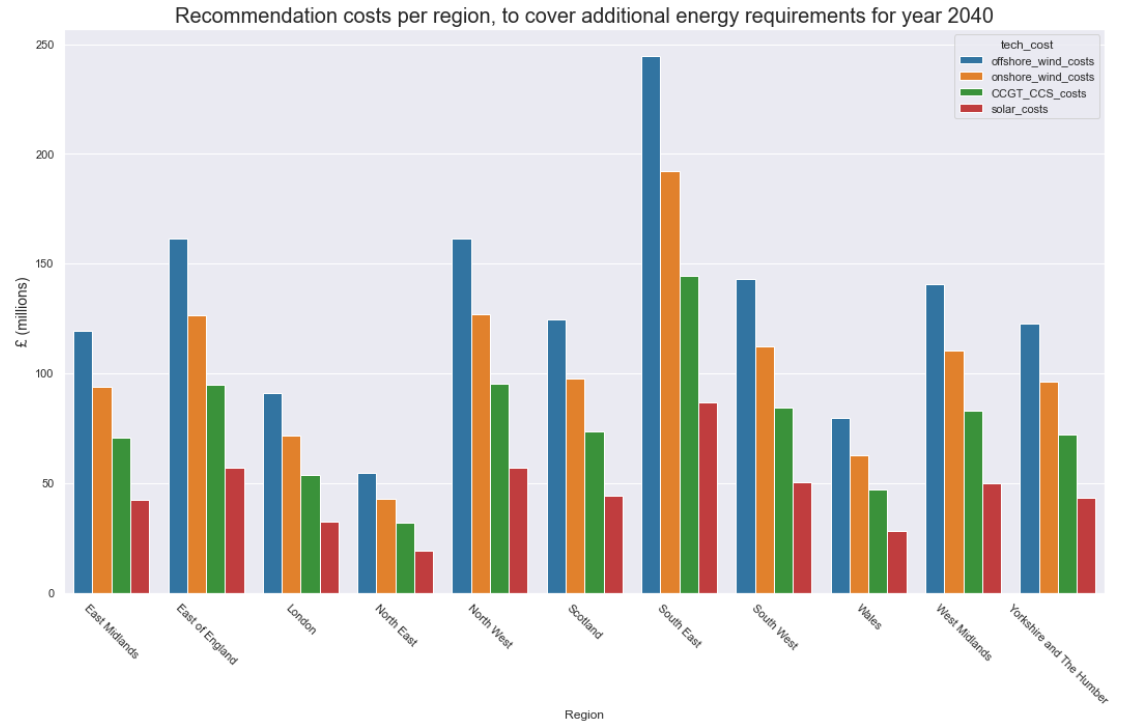 Recommendation costs per region, to cover additional energy requirements for year 2040
tech_cost
offshore_wind_costs
onshore_wind_costs
CCGT_CCS_costs
solar_costs
£ (millions)
250
200
150
100
50
0
East Midlands
East of England
London
North East
North West
Scotland
South East
South West
Wales
West Midlands
Yorkshire and The Humber
Region